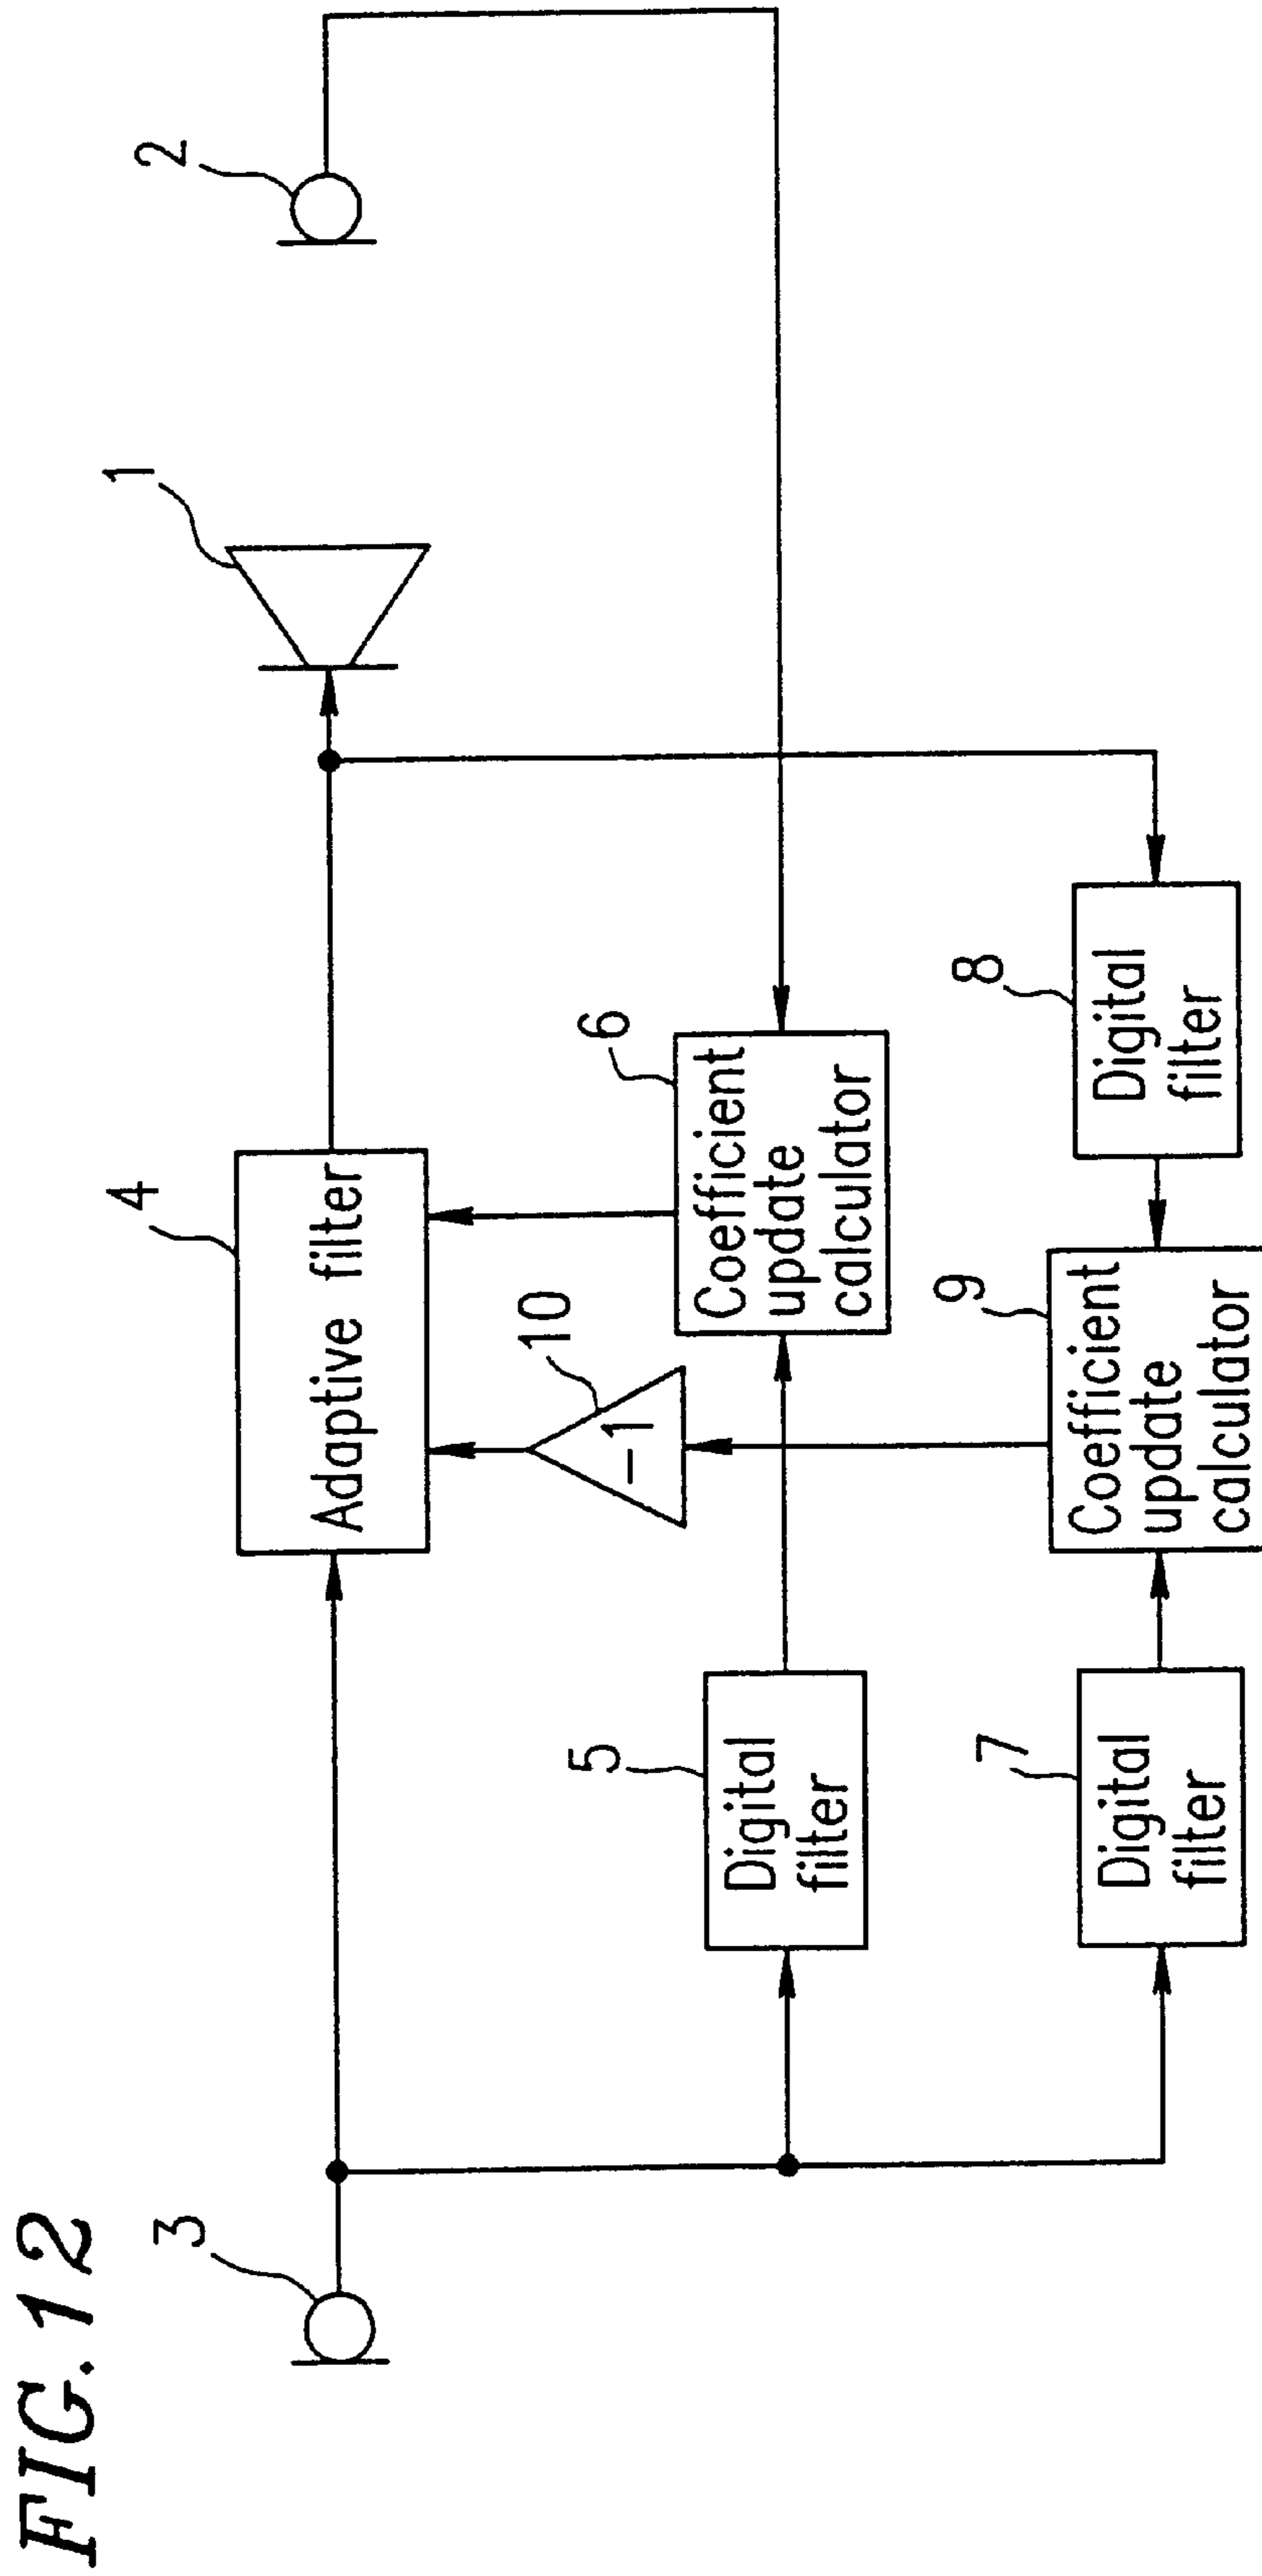 FIG.12
3
4
Adaptive filter
1
2
10
-1
5
Digital
filter
6
Coefficient
update
calculator
7
Digital
filter
9
Coefficient
update
calculator
8
Digital
filter